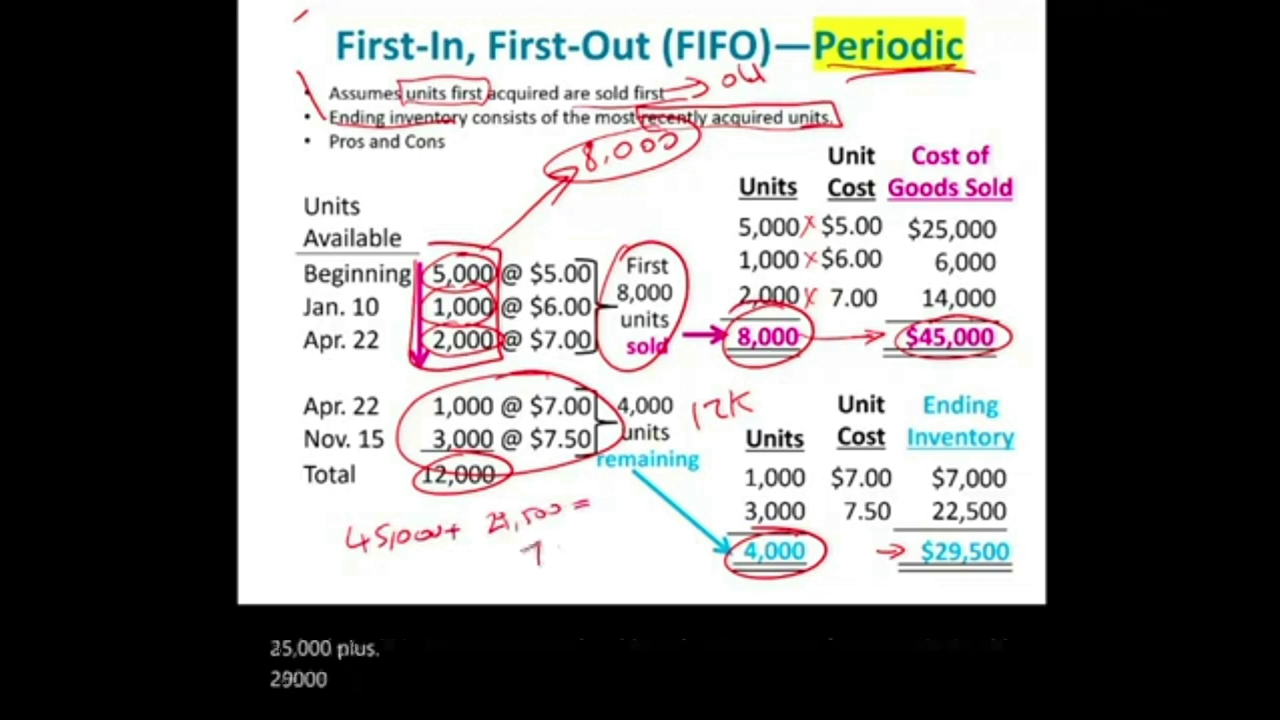 First-In, First-Out (FIFO)—Periodic
• Assumes units first acquired are sold first → old
• Ending inventory consists of the most recently acquired units.
• Pros and Cons
8,000
Units
Available
Beginning 5,000 @ $5.00
Jan. 10 1,000 @ $6.00
Apr. 22 2,000 @ $7.00
First
8,000
units
sold
Apr. 22 1,000 @ $7.00
Nov. 15 3,000 @ $7.50
Total 12,000
4,000
units
remaining
12K
Unit Cost of
Units Cost Goods Sold
5,000 × $5.00 $25,000
1,000 × $6.00 6,000
2,000 × 7.00 14,000
8,000 $45,000
Unit Ending
Units Cost Inventory
1,000 $7.00 $7,000
3,000 7.50 22,500
4,000 → $29,500
45,000 + 29,500 =
7
plus.
29000